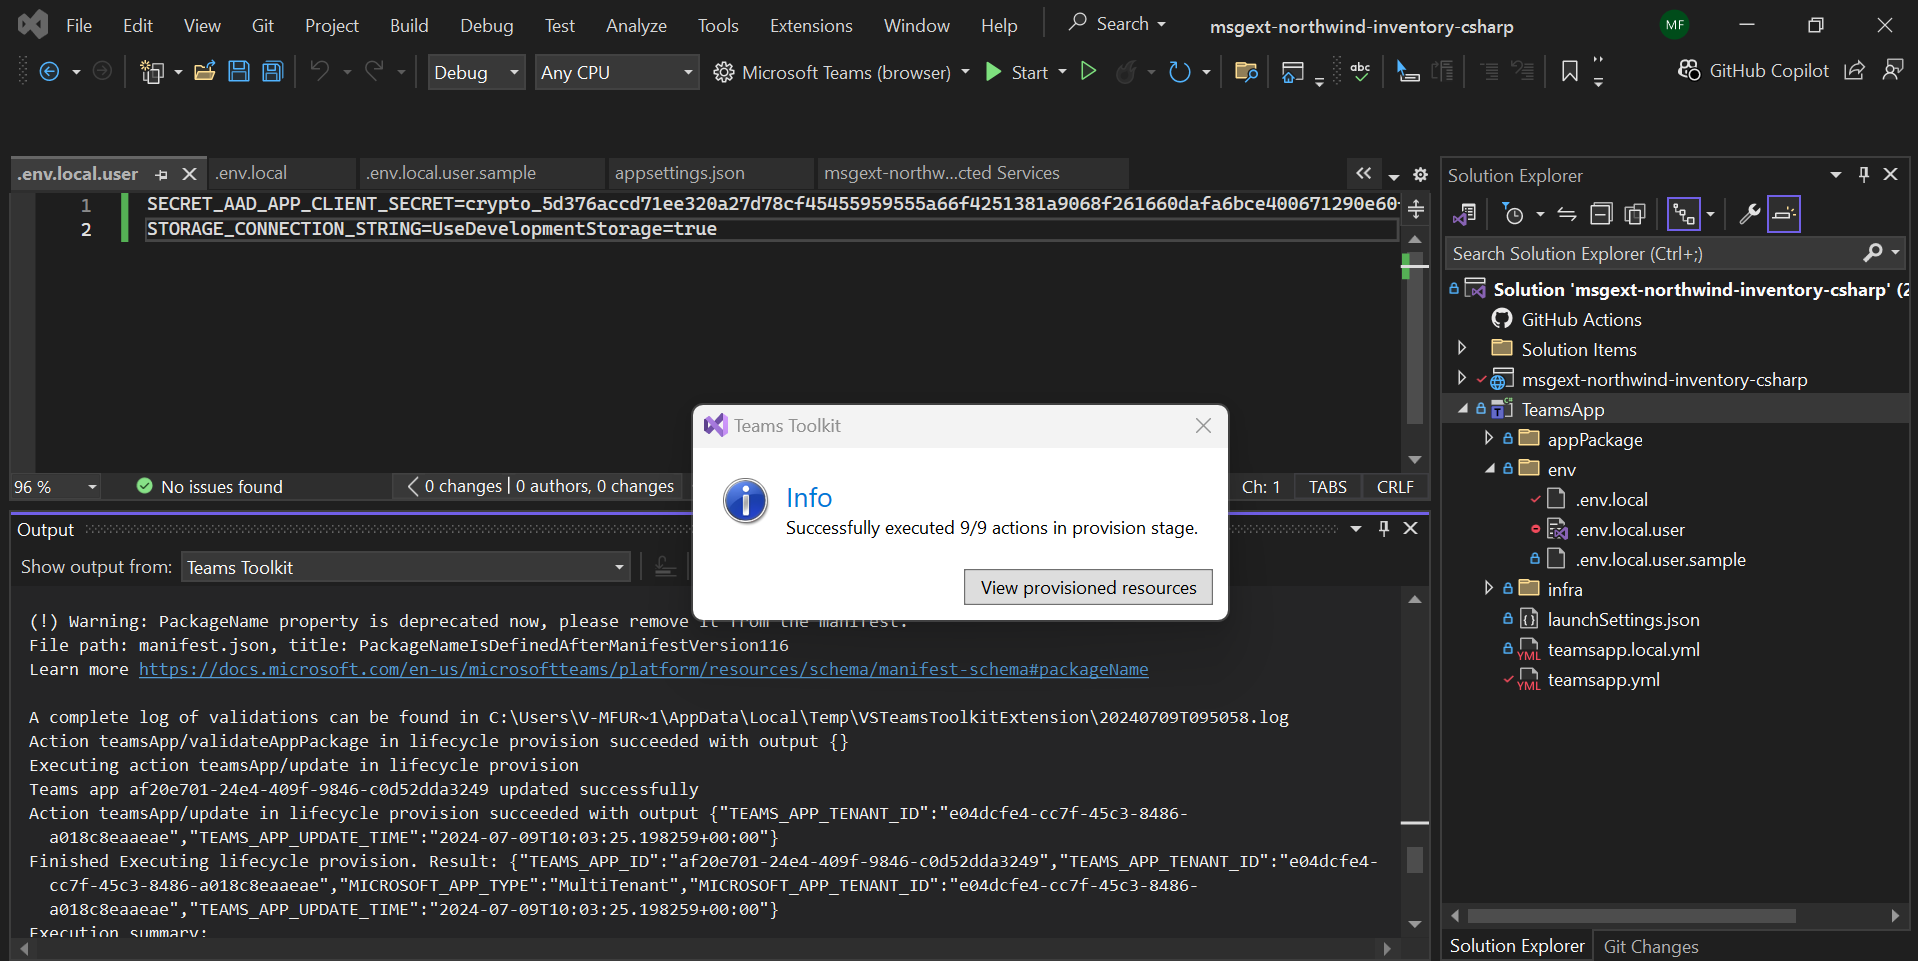 File Edit View Git Project Build Debug Test Analyze Tools Extensions Window Help Search msgext-northwind-inventory-csharp MF
Debug Any CPU Microsoft Teams (browser) Start abc GitHub Copilot
.env.local.user .env.local .env.local.user.sample appsettings.json msgext-northw...cted Services
1 SECRET_AAD_APP_CLIENT_SECRET=crypto_5d376accd71ee320a27d78cf45455959555a66f4251381a9068f261660dafa6bce400671290e60
2 STORAGE_CONNECTION_STRING=UseDevelopmentStorage=true
96 % No issues found 0 changes | 0 authors, 0 changes Ch: 1 TABS CRLF
Teams Toolkit
Info
Successfully executed 9/9 actions in provision stage.
View provisioned resources
Output
Show output from: Teams Toolkit
(!) Warning: PackageName property is deprecated now, please remove it from the manifest.
File path: manifest.json, title: PackageNameIsDefinedAfterManifestVersion116
Learn more https://docs.microsoft.com/en-us/microsoftteams/platform/resources/schema/manifest-schema#packageName
A complete log of validations can be found in C:\Users\V-MFUR~1\AppData\Local\Temp\VSTeamsToolkitExtension\20240709T095058.log
Action teamsApp/validateAppPackage in lifecycle provision succeeded with output {}
Executing action teamsApp/update in lifecycle provision
Teams app af20e701-24e4-409f-9846-c0d52dda3249 updated successfully
Action teamsApp/update in lifecycle provision succeeded with output {"TEAMS_APP_TENANT_ID":"e04dcfe4-cc7f-45c3-8486-
a018c8eaaeae","TEAMS_APP_UPDATE_TIME":"2024-07-09T10:03:25.198259+00:00"}
Finished Executing lifecycle provision. Result: {"TEAMS_APP_ID":"af20e701-24e4-409f-9846-c0d52dda3249","TEAMS_APP_TENANT_ID":"e04dcfe4-
cc7f-45c3-8486-a018c8eaaeae","MICROSOFT_APP_TYPE":"MultiTenant","MICROSOFT_APP_TENANT_ID":"e04dcfe4-cc7f-45c3-8486-
a018c8eaaeae","TEAMS_APP_UPDATE_TIME":"2024-07-09T10:03:25.198259+00:00"}
Execution summary:
Solution Explorer
Search Solution Explorer (Ctrl+;)
Solution 'msgext-northwind-inventory-csharp' (2
GitHub Actions
Solution Items
msgext-northwind-inventory-csharp
TeamsApp
appPackage
env
.env.local
.env.local.user
.env.local.user.sample
infra
launchSettings.json
YML teamsapp.local.yml
YML teamsapp.yml
Solution Explorer Git Changes